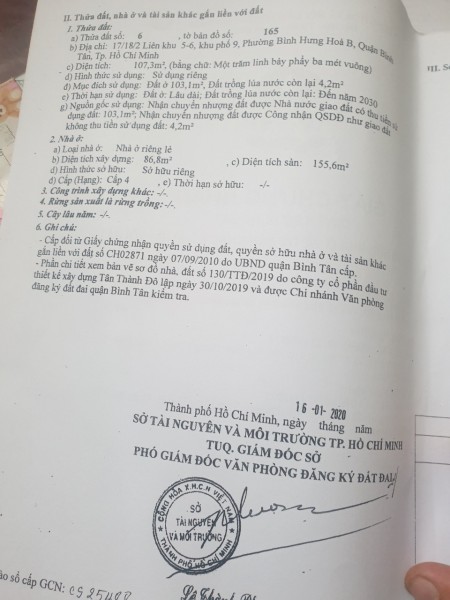 II. Thửa đất, nhà ở và tài sản khác gắn liền với đất
1. Thửa đất:
a) Thửa đất số: 6 , tờ bản đồ số: 165
b) Địa chỉ: 17/18/2 Liên khu 5-6, khu phố 9, Phường Bình Hưng Hoà B, Quận Bình
Tân, Tp. Hồ Chí Minh
c) Diện tích: 107,3m², (bằng chữ: Một trăm linh bảy phẩy ba mét vuông)
d) Hình thức sử dụng: Sử dụng riêng
đ) Mục đích sử dụng: Đất ở 103,1m², Đất trồng lúa nước còn lại 4,2m²
e) Thời hạn sử dụng: Đất ở: Lâu dài; Đất trồng lúa nước còn lại: Đến năm 2030
g) Nguồn gốc sử dụng: Nhận chuyển nhượng đất được Nhà nước giao đất có thu tiền sử
dụng đất: 103,1m²; Nhận chuyển nhượng đất được Công nhận QSDĐ như giao đất
không thu tiền sử dụng đất: 4,2m²
2. Nhà ở:
a) Loại nhà ở: Nhà ở riêng lẻ
b) Diện tích xây dựng: 86,8m² , c) Diện tích sàn: 155,6m²
d) Hình thức sở hữu: Sở hữu riêng
đ) Cấp (Hạng): Cấp 4 , e) Thời hạn sở hữu: -/-
3. Công trình xây dựng khác: -/-.
4. Rừng sản xuất là rừng trồng: -/-.
5. Cây lâu năm: -/-.
6. Ghi chú:
- Cấp đổi từ Giấy chứng nhận quyền sử dụng đất, quyền sở hữu nhà ở và tài sản khác
gắn liền với đất số CH02871 ngày 07/09/2010 do UBND quận Bình Tân cấp.
- Phần chi tiết xem bản vẽ sơ đồ nhà, đất số 130/TTĐ/2019 do công ty cổ phần đầu tư
thiết kế xây dựng Tân Thành Đô lập ngày 30/10/2019 và được Chi nhánh Văn phòng
đăng ký đất đai quận Bình Tân kiểm tra.
III. S
16-01-2020
Thành phố Hồ Chí Minh, ngày tháng năm
SỞ TÀI NGUYÊN VÀ MÔI TRƯỜNG TP. HỒ CHÍ MINH
TUQ. GIÁM ĐỐC SỞ
PHÓ GIÁM ĐỐC VĂN PHÒNG ĐĂNG KÝ ĐẤT ĐAI
CỘNG HÒA X.H.C.N VIỆT NAM
SỞ
TÀI NGUYÊN
VÀ MÔI TRƯỜNG
THÀNH PHỐ HỒ CHÍ MINH
ào số cấp GCN: